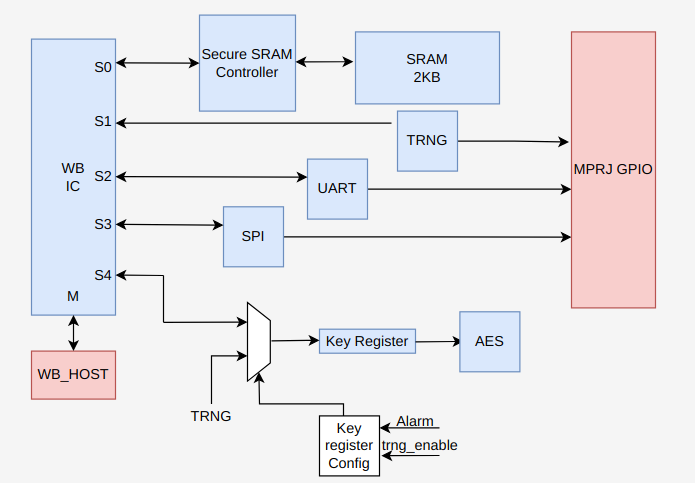 S0
Secure SRAM
Controller
SRAM
2KB
S1
TRNG
WB
IC
S2
UART
MPRJ GPIO
S3
SPI
S4
M
WB_HOST
Key Register
AES
TRNG
Key
register
Config
Alarm
trng_enable